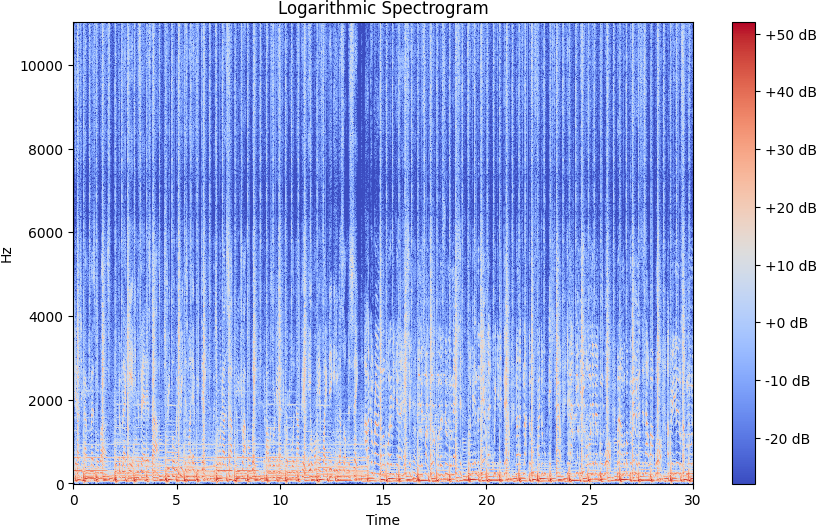 Logarithmic Spectrogram
Hz
10000
8000
6000
4000
2000
0
0 5 10 15 20 25 30
Time
+50 dB
+40 dB
+30 dB
+20 dB
+10 dB
+0 dB
-10 dB
-20 dB